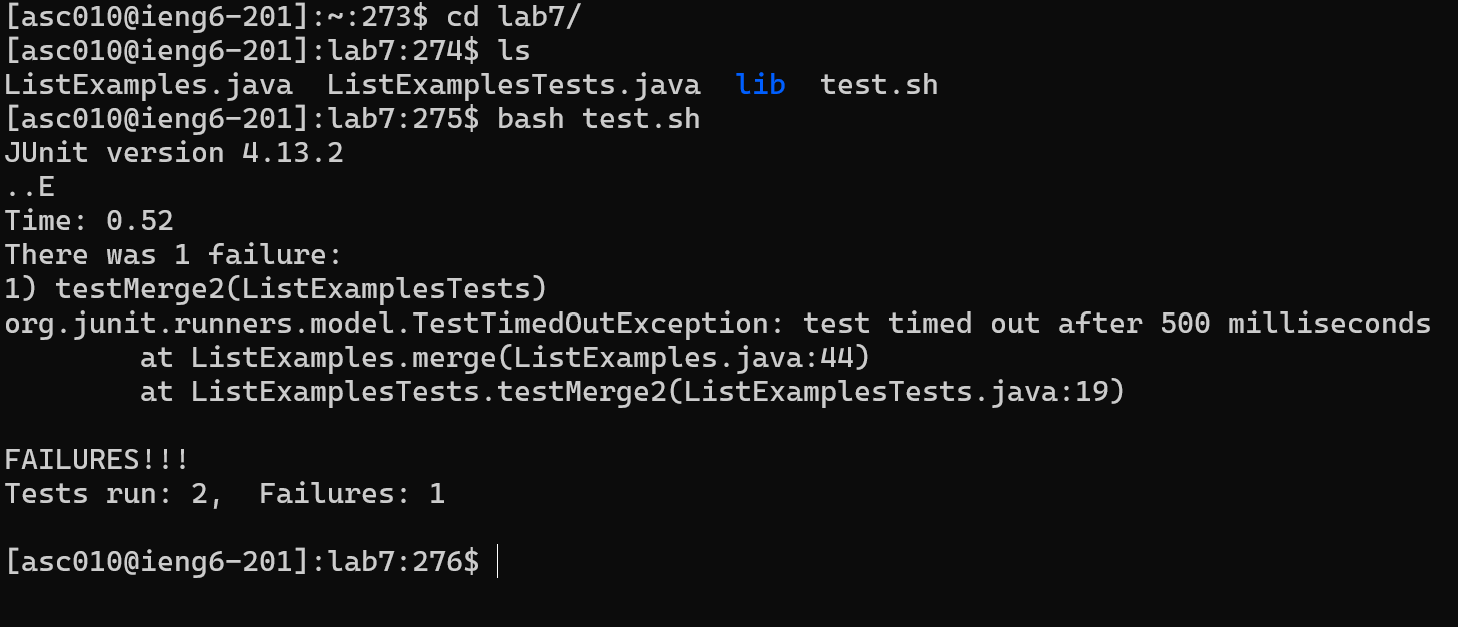 [asc010@ieng6-201]:~:273$ cd lab7/
[asc010@ieng6-201]:lab7:274$ ls
ListExamples.java  ListExamplesTests.java  lib  test.sh
[asc010@ieng6-201]:lab7:275$ bash test.sh
JUnit version 4.13.2
..E
Time: 0.52
There was 1 failure:
1) testMerge2(ListExamplesTests)
org.junit.runners.model.TestTimedOutException: test timed out after 500 milliseconds
        at ListExamples.merge(ListExamples.java:44)
        at ListExamplesTests.testMerge2(ListExamplesTests.java:19)
FAILURES!!!
Tests run: 2,  Failures: 1
[asc010@ieng6-201]:lab7:276$